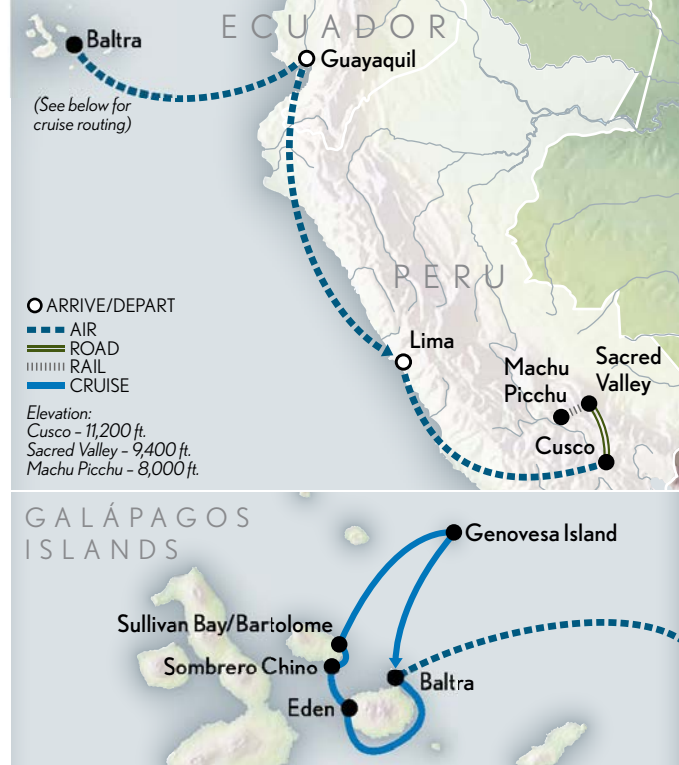 ECUADOR
Baltra
Guayaquil
(See below for
cruise routing)
PERU
ARRIVE/DEPART
AIR
ROAD
RAIL
CRUISE
Elevation:
Cusco – 11,200 ft.
Sacred Valley – 9,400 ft.
Machu Picchu – 8,000 ft.
Lima
Machu
Picchu
Sacred
Valley
Cusco
GALÁPAGOS
ISLANDS
Genovesa Island
Sullivan Bay/Bartolome
Sombrero Chino
Baltra
Eden